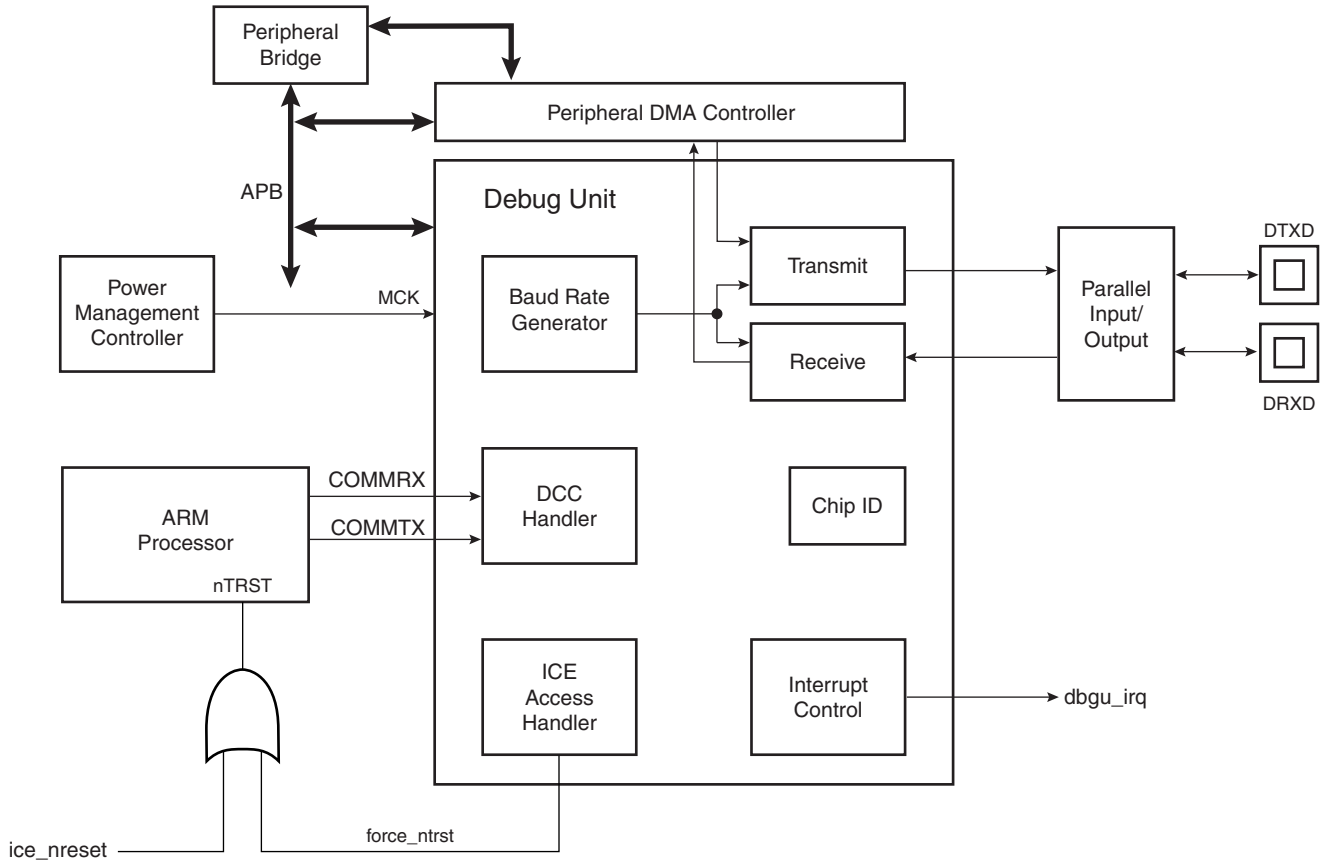 Peripheral
Bridge
Peripheral DMA Controller
APB
Debug Unit
Power
Management
Controller
MCK
Baud Rate
Generator
Transmit
Receive
Parallel
Input/
Output
DTXD
DRXD
ARM
Processor
nTRST
COMMRX
COMMTX
DCC
Handler
Chip ID
ICE
Access
Handler
Interrupt
Control
dbgu_irq
force_ntrst
ice_nreset